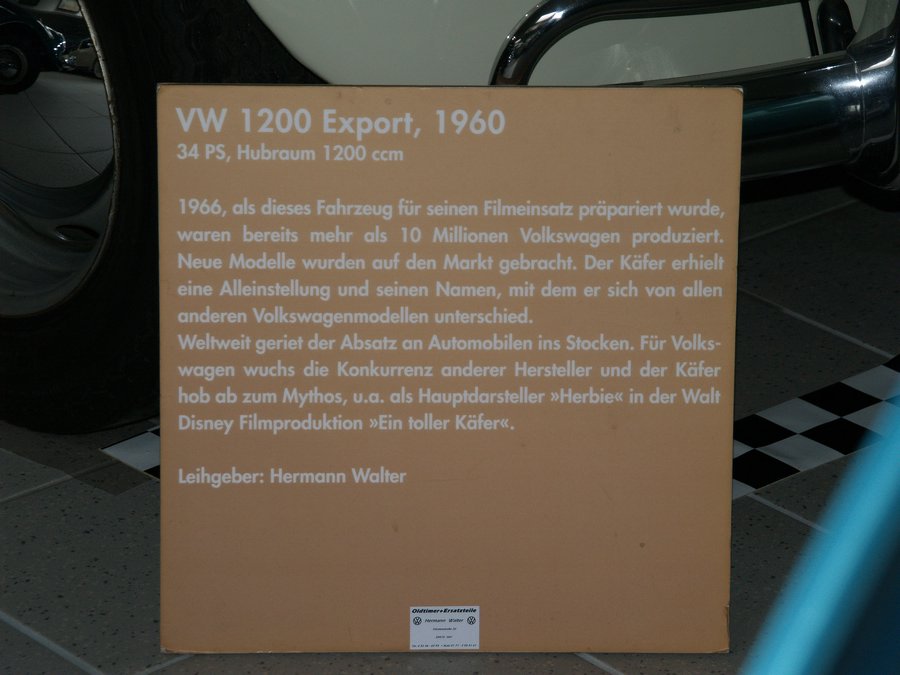 VW 1200 Export, 1960
34 PS, Hubraum 1200 ccm
1966, als dieses Fahrzeug für seinen Filmeinsatz präpariert wurde,
waren bereits mehr als 10 Millionen Volkswagen produziert.
Neue Modelle wurden auf den Markt gebracht. Der Käfer erhielt
eine Alleinstellung und seinen Namen, mit dem er sich von allen
anderen Volkswagenmodellen unterschied.
Weltweit geriet der Absatz an Automobilen ins Stocken. Für Volks-
wagen wuchs die Konkurrenz anderer Hersteller und der Käfer
hob ab zum Mythos, u.a. als Hauptdarsteller »Herbie« in der Walt
Disney Filmproduktion »Ein toller Käfer«.
Leihgeber: Hermann Walter
Oldtimer+Ersatzteile
Hermann Walter